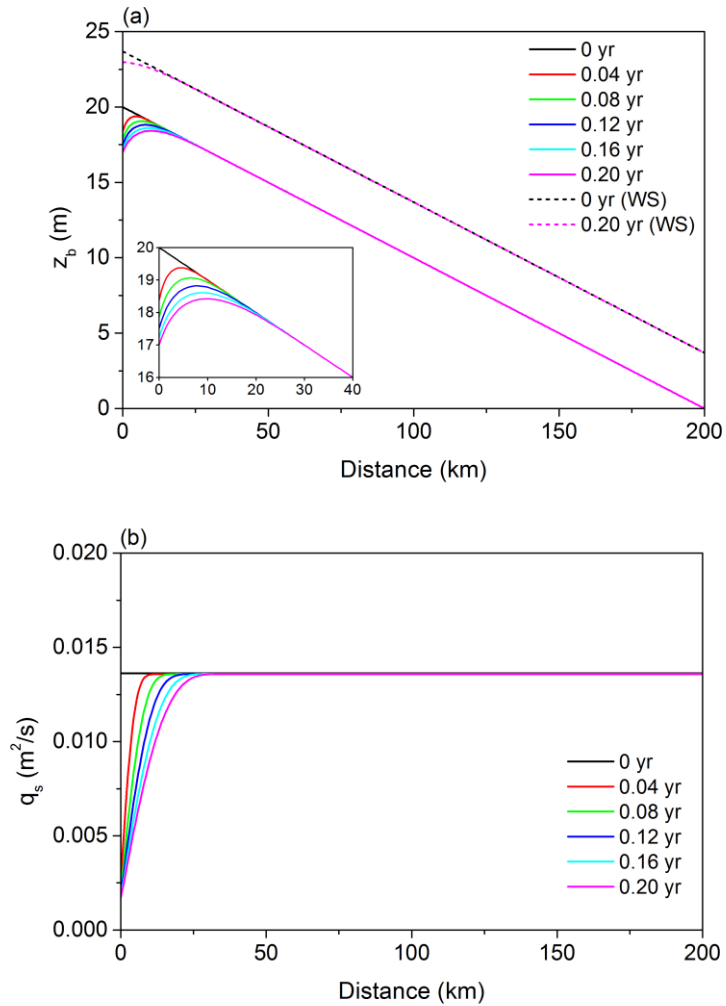 (a)
25
20
15
10
5
0
z_b (m)
0 yr
0.04 yr
0.08 yr
0.12 yr
0.16 yr
0.20 yr
0 yr (WS)
0.20 yr (WS)
20
19
18
17
16
0 10 20 30 40
0 50 100 150 200
Distance (km)
(b)
0.020
0.015
0.010
0.005
0.000
q_s (m²/s)
0 yr
0.04 yr
0.08 yr
0.12 yr
0.16 yr
0.20 yr
0 50 100 150 200
Distance (km)